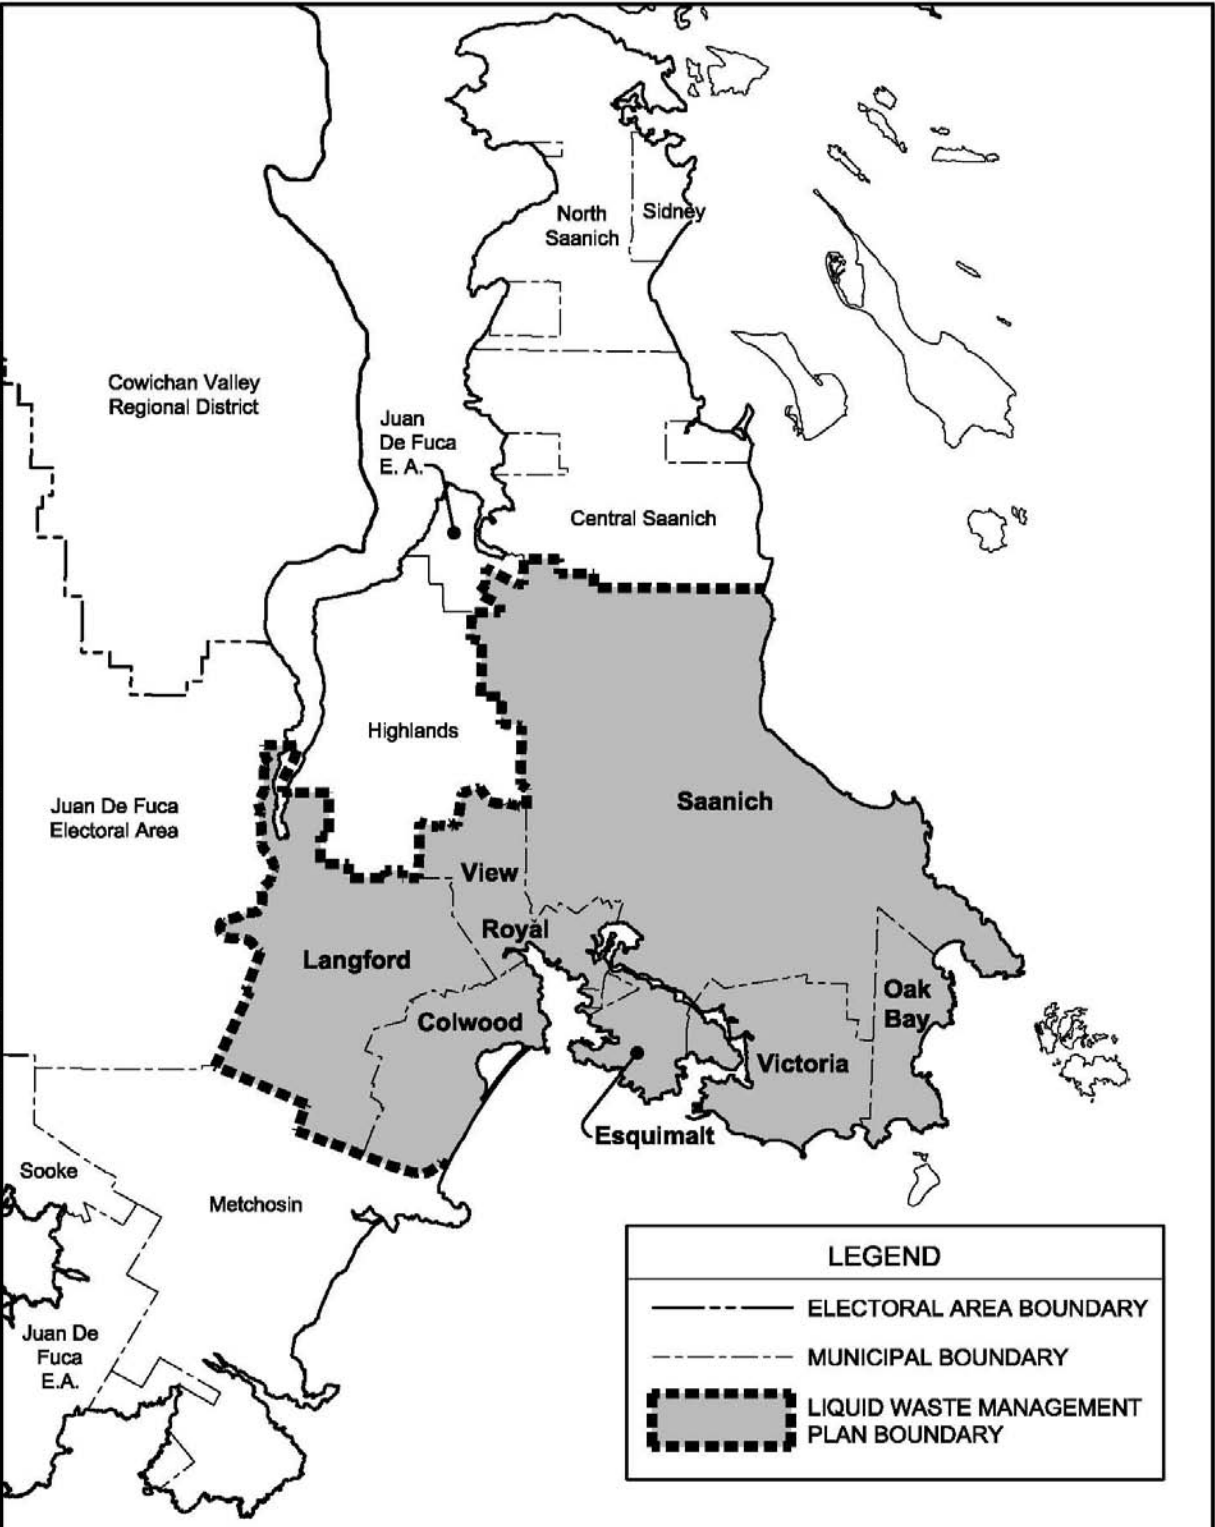 North
Saanich
Sidney
Cowichan Valley
Regional District
Juan
De Fuca
E. A.
Central Saanich
Highlands
Juan De Fuca
Electoral Area
Saanich
View
Royal
Langford
Oak
Bay
Colwood
Victoria
Esquimalt
Sooke
Metchosin
Juan De
Fuca
E.A.
LEGEND
ELECTORAL AREA BOUNDARY
MUNICIPAL BOUNDARY
LIQUID WASTE MANAGEMENT
PLAN BOUNDARY